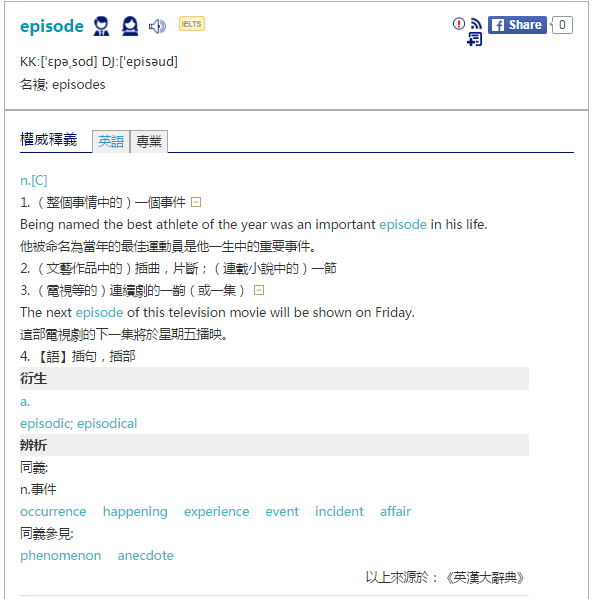 episode IELTS Share 0
KK:[ˋɛpə͵sod] DJ:[ˋepisəud]
名複: episodes
權威釋義 英語 專業
n.[C]
1. （整個事情中的）一個事件
Being named the best athlete of the year was an important episode in his life.
他被命名為當年的最佳運動員是他一生中的重要事件。
2. （文藝作品中的）插曲，片斷；（連載小說中的）一節
3. （電視等的）連續劇的一齣（或一集）
The next episode of this television movie will be shown on Friday.
這部電視劇的下一集將於星期五播映。
4. 【語】插句，插部
衍生
a.
episodic; episodical
辨析
同義:
n.事件
occurrence happening experience event incident affair
同義參見:
phenomenon anecdote
以上來源於：《英漢大辭典》